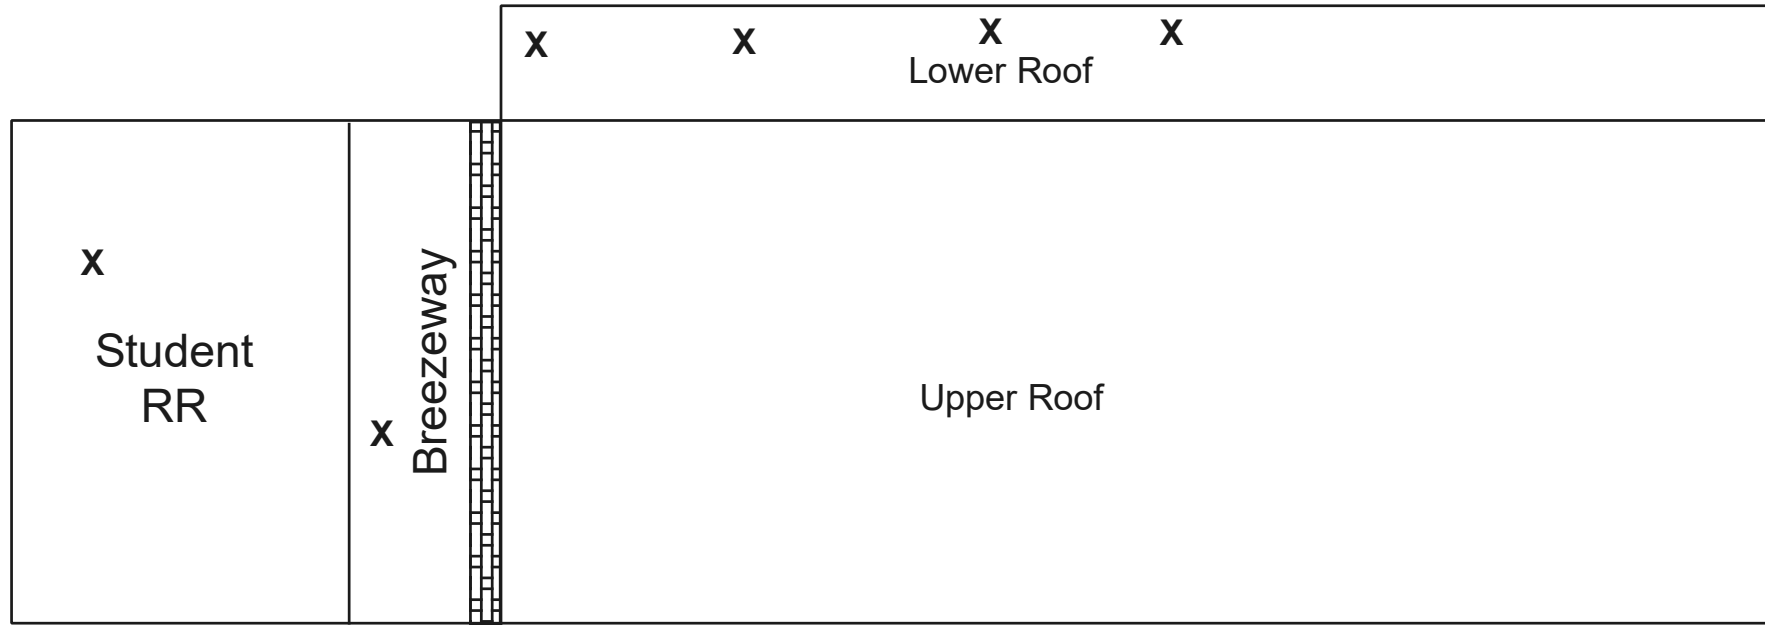 X X X X
Lower Roof
X
Student
RR
X
Breezeway
Upper Roof